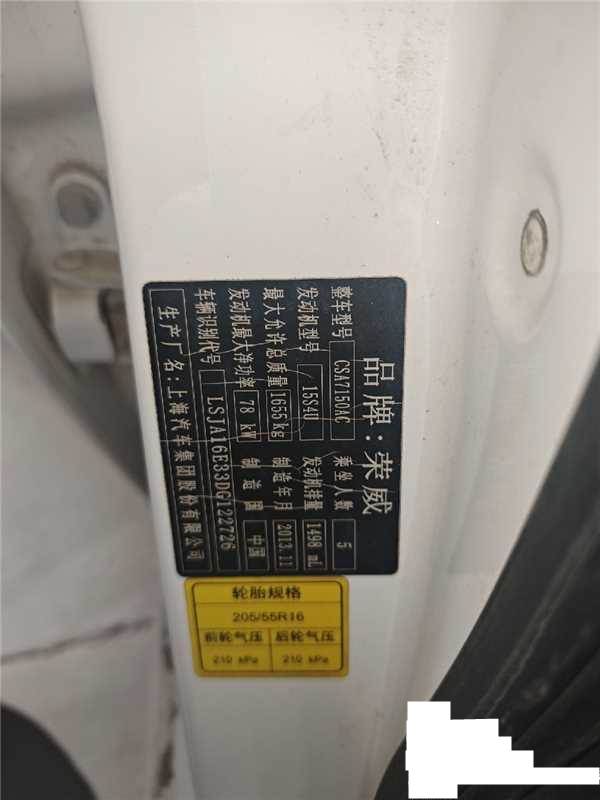 品牌：荣威
整车型号 CSA7150AC 乘坐人数 5
发动机型号 15S4U 发动机排量 1498 mL
最大允许总质量 1655 kg 制造年月 2013.11
发动机最大净功率 78 kW 制造国 中国
车辆识别代号 LSJA16E33DG122726
生产厂名：上海汽车集团股份有限公司
轮胎规格
205/55R16
前轮气压 后轮气压
210 kPa 210 kPa